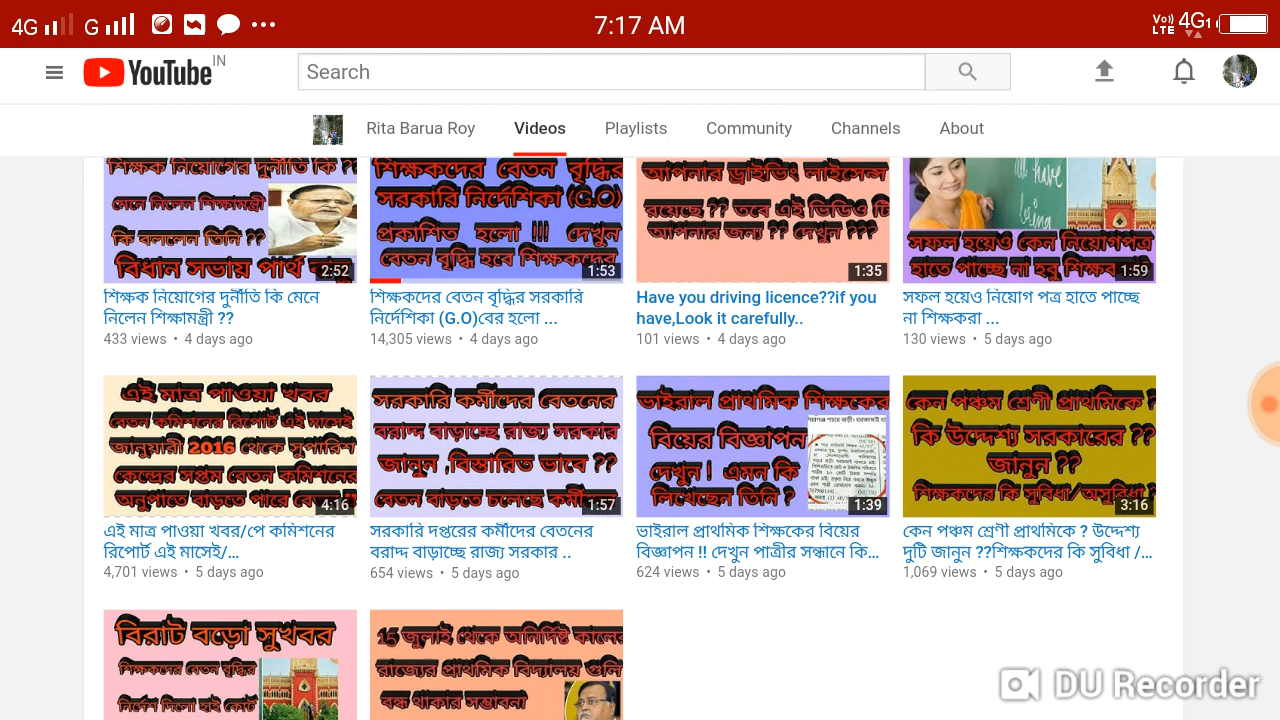 4G G 7:17 AM Vo)) LTE 4G1
YouTube IN
Search
Rita Barua Roy Videos Playlists Community Channels About
শিক্ষক নিয়োগের দুর্নীতি কি ??
মেনে নিলেন শিক্ষামন্ত্রী
কি বললেন তিনি ??
বিধান সভায় পার্থ
2:52
শিক্ষক নিয়োগের দুর্নীতি কি মেনে
নিলেন শিক্ষামন্ত্রী ??
433 views • 4 days ago
শিক্ষকদের বেতন বৃদ্ধির
সরকারি নির্দেশিকা (G.O)
প্রকাশিত হলো !!! দেখুন
বেতন বৃদ্ধি হবে শিক্ষকদের
1:53
শিক্ষকদের বেতন বৃদ্ধির সরকারি
নির্দেশিকা (G.O)বের হলো ...
14,305 views • 4 days ago
আপনার ড্রাইভিং লাইসেন্স
রয়েছে ?? তবে এই ভিডিও টি
আপনার জন্য ?? দেখুন ???
1:35
Have you driving licence??if you
have,Look it carefully..
101 views • 4 days ago
সফল হয়েও কেন নিয়োগপত্র
হাতে পাচ্ছে না হবু শিক্ষক
1:59
সফল হয়েও নিয়োগ পত্র হাতে পাচ্ছে
না শিক্ষকরা ...
130 views • 5 days ago
এই মাত্র পাওয়া খবর
বেতন কমিশনের রিপোর্ট এই মাসেই
জানুয়ারী 2016 থেকে সুপারিশ
কেন্দ্রের সপ্তম বেতন কমিশনের
অনুপাতে বাড়তে পারে
4:16
এই মাত্র পাওয়া খবর/পে কমিশনের
রিপোর্ট এই মাসেই/...
4,701 views • 5 days ago
সরকারি কর্মীদের বেতনের
বরাদ্দ বাড়াচ্ছে রাজ্য সরকার
জানুন ,বিস্তারিত ভাবে ??
বেতন বাড়তে চলেছে
1:57
সরকারি দপ্তরের কর্মীদের বেতনের
বরাদ্দ বাড়াচ্ছে রাজ্য সরকার ..
654 views • 5 days ago
ভাইরাল প্রাথমিক শিক্ষকের
বিয়ের বিজ্ঞাপন
দেখুন ! এমন কি
লিখেছেন তিনি ?
1:39
ভাইরাল প্রাথমিক শিক্ষকের বিয়ের
বিজ্ঞাপন !! দেখুন পাত্রীর সন্ধানে কি...
624 views • 5 days ago
কেন পঞ্চম শ্রেণী প্রাথমিকে ?
কি উদ্দেশ্য সরকারের ??
জানুন ??
শিক্ষকদের কি সুবিধা/অসুবিধা ?
3:16
কেন পঞ্চম শ্রেণী প্রাথমিকে ? উদ্দেশ্য
দুটি জানুন ??শিক্ষকদের কি সুবিধা /...
1,069 views • 5 days ago
বিরাট বড়ো সুখবর
শিক্ষকদের বেতন বৃদ্ধির
নির্দেশ দিলো হাই কোর্ট
15 জুলাই থেকে অনির্দিষ্ট কালের
রাজ্যের প্রাথমিক বিদ্যালয় গুলি
বন্ধ থাকার সম্ভাবনা
DU Recorder